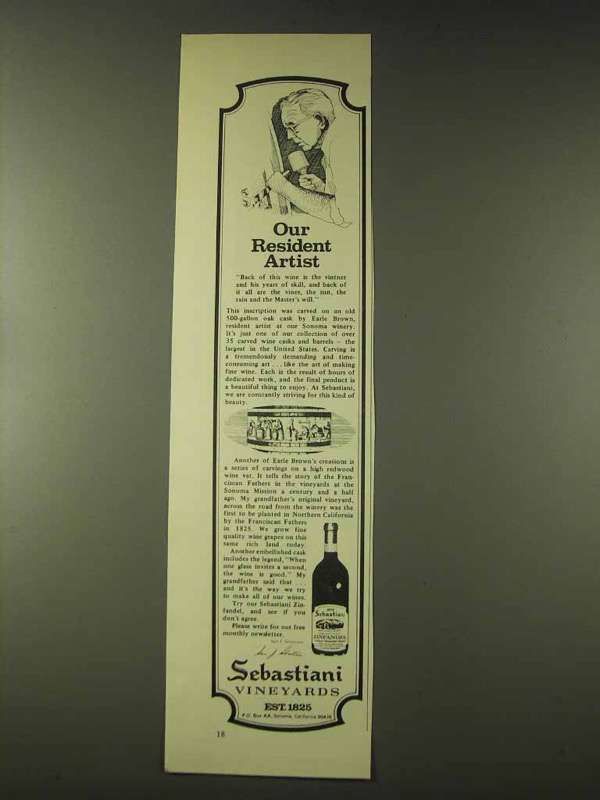 Our
Resident
Artist
"Back of this wine is the vintner
and his years of skill, and back of
it all are the vines, the sun, the
rain and the Master's will."
This inscription was carved on an old
500-gallon oak cask by Earle Brown,
resident artist at our Sonoma winery.
It's just one of our collection of over
35 carved wine casks and barrels – the
largest in the United States. Carving is
a tremendously demanding and time-
consuming art . . . like the art of making
fine wine. Each is the result of hours of
dedicated work, and the final product is
a beautiful thing to enjoy. At Sebastiani,
we are constantly striving for this kind of
beauty.
Another of Earle Brown's creations is
a series of carvings on a high redwood
wine vat. It tells the story of the Fran-
ciscan Fathers in the vineyards at the
Sonoma Mission a century and a half
ago. My grandfather's original vineyard,
across the road from the winery was the
first to be planted in Northern California
by the Franciscan Fathers
in 1825. We grow fine
quality wine grapes on this
same rich land today.
Another embellished cask
includes the legend, "When
one glass invites a second,
the wine is good." My
grandfather said that . . .
and it's the way we try
to make all of our wines.
Try our Sebastiani Zin-
fandel, and see if you
don't agree.
Please write for our free
monthly newsletter.
Sebastiani
ZINFANDEL
Sebastiani
VINEYARDS
EST. 1825
P.O. Box AA, Sonoma, California
18